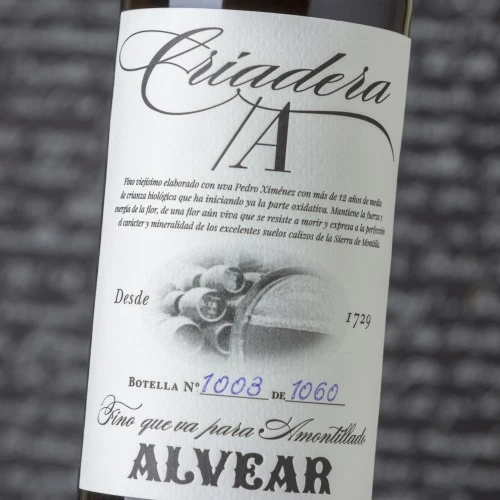 Criadera
/A
Fino viejísimo elaborado con uva Pedro Ximénez con más de 12 años de media
de crianza biológica que ha iniciando ya la parte oxidativa. Mantiene la fuerza y
energía de la flor, de una flor aún viva que se resiste a morir y expresa a la perfección
el carácter y mineralidad de los excelentes suelos calizos de la Sierra de Montilla.
Desde 1729
Botella Nº 1003 de 1060
Fino que va para Amontillado
ALVEAR